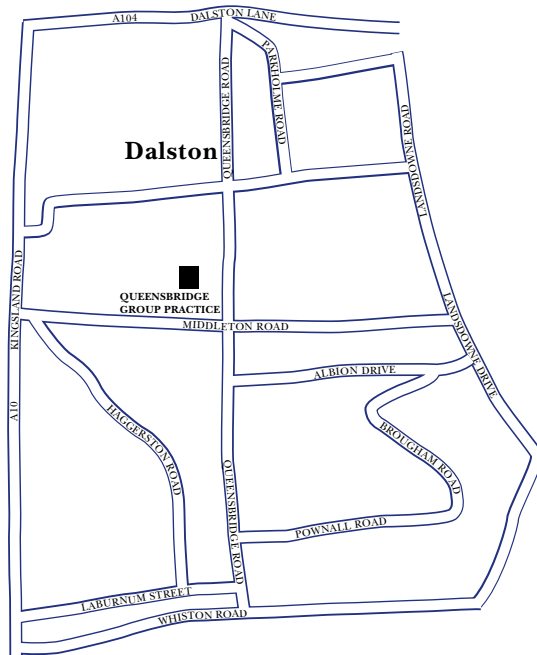 A104 DALSTON LANE
PARKHOLME ROAD
QUEENSBRIDGE ROAD
LANDSDOWNE ROAD
Dalston
KINGSLAND ROAD
QUEENSBRIDGE
GROUP PRACTICE
MIDDLETON ROAD
LANDSDOWNE DRIVE
ALBION DRIVE
A10
HAGGERSTON ROAD
BROUGHAM ROAD
QUEENSBRIDGE ROAD
POWNALL ROAD
LABURNUM STREET
WHISTON ROAD